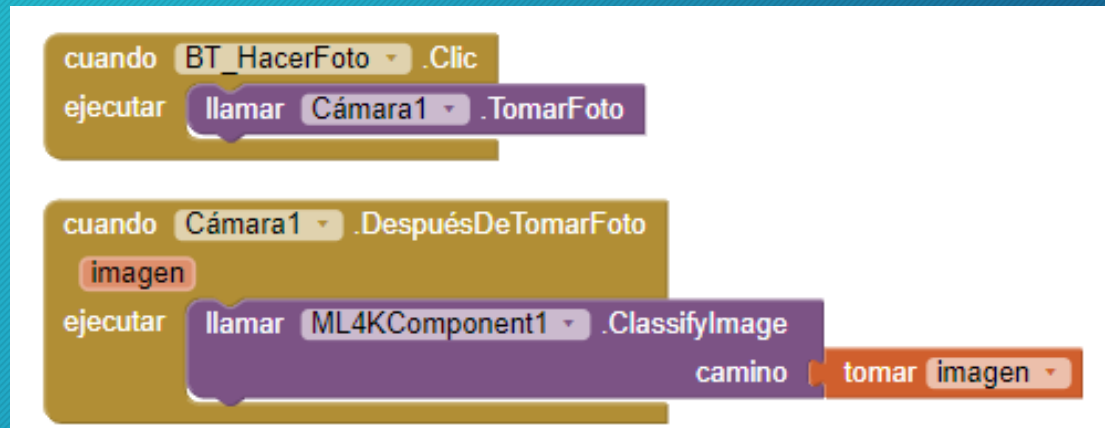 cuando BT_HacerFoto .Clic
ejecutar llamar Cámara1 .TomarFoto
cuando Cámara1 .DespuésDeTomarFoto
imagen
ejecutar llamar ML4KComponent1 .ClassifyImage
camino tomar imagen